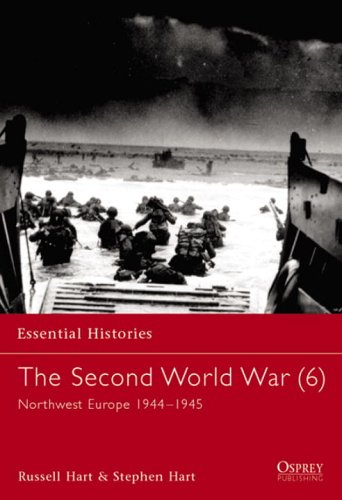 Essential Histories
The Second World War (6)
Northwest Europe 1944–1945
Russell Hart & Stephen Hart
OSPREY
PUBLISHING